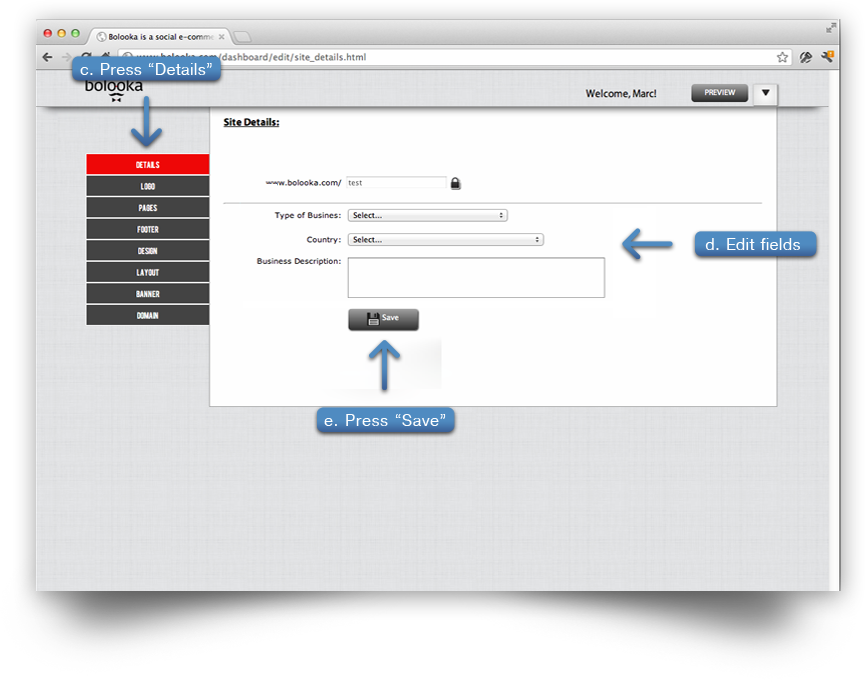 Bolooka is a social e-comme
www.bolooka.com/dashboard/edit/site_details.html
c. Press “Details”
bolooka
Welcome, Marc!
PREVIEW
Site Details:
DETAILS
LOGO
PAGES
FOOTER
DESIGN
LAYOUT
BANNER
DOMAIN
www.bolooka.com/ test
Type of Busines: Select...
Country: Select...
d. Edit fields
Business Description:
Save
e. Press “Save”